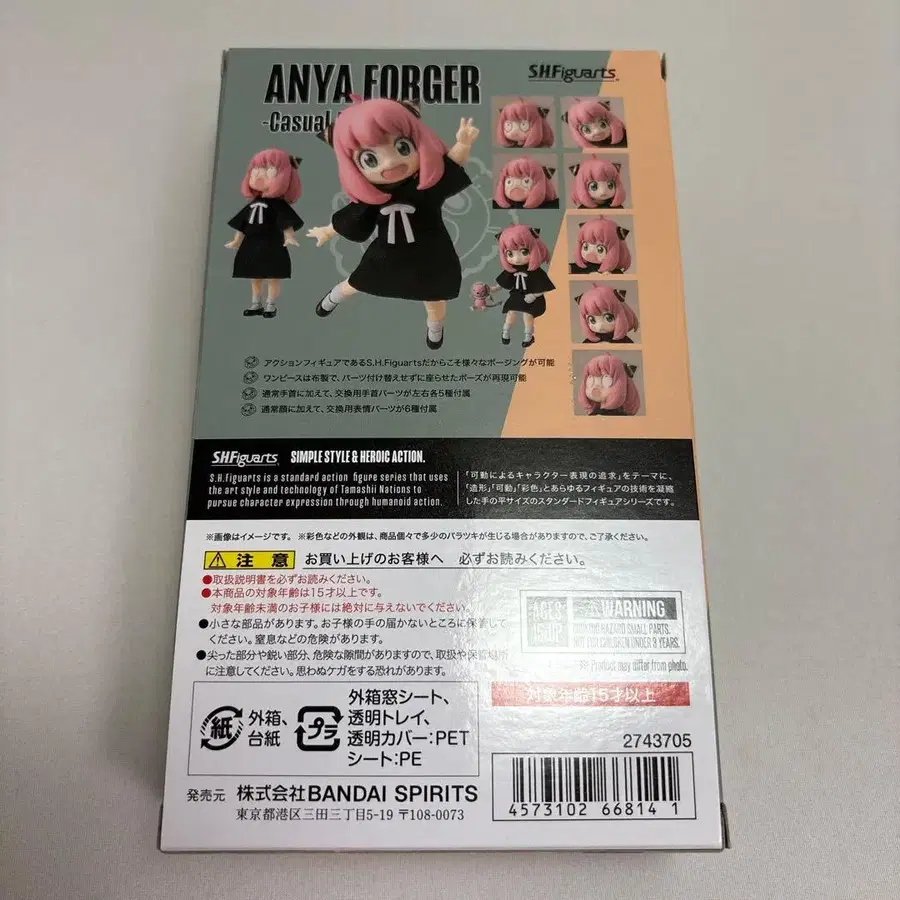 ANYA FORGER
S.H.Figuarts
-Casual
アクションフィギュアであるS.H.Figuartsだからこそ様々なポージングが可能
ワンピースは布製で、パーツ付け替えせずに座らせたポーズが再現可能
通常手首に加えて、交換用手首パーツが左右各5種付属
通常顔に加えて、交換用表情パーツが6種付属
S.H.Figuarts SIMPLE STYLE & HEROIC ACTION.
S.H.Figuarts is a standard action figure series that uses
the art style and technology of Tamashii Nations to
pursue character expression through humanoid action.
「可動によるキャラクター表現の追求」をテーマに、
「造形」「可動」「彩色」とあらゆるフィギュアの技術を凝縮
した手の平サイズのスタンダードフィギュアシリーズです。
※画像はイメージです。 ※彩色などの外観は、商品個々で多少のバラツキが生じる場合がありますので、ご了承ください。
注意 お買い上げのお客様へ 必ずお読みください。
●取扱説明書を必ずお読みください。
●本商品の対象年齢は15才以上です。
対象年齢未満のお子様には絶対に与えないでください。
●小さな部品があります。お子様の手の届かないところに保管して
ください。窒息などの危険があります。
●尖った部分や鋭い部分、危険な隙間がありますので、取扱や保管場所
に注意してください。思わぬケガをする恐れがあります。
AGES
15+UP
WARNING
CHOKING HAZARD-SMALL PARTS.
NOT FOR CHILDREN UNDER 3 YEARS.
Product may differ from photo.
対象年齢15才以上
紙
外箱、
台紙
プラ
外箱窓シート、
透明トレイ、
透明カバー:PET
シート:PE
2743705
4573102 66814 1
発売元 株式会社BANDAI SPIRITS
東京都港区三田三丁目5-19 〒108-0073